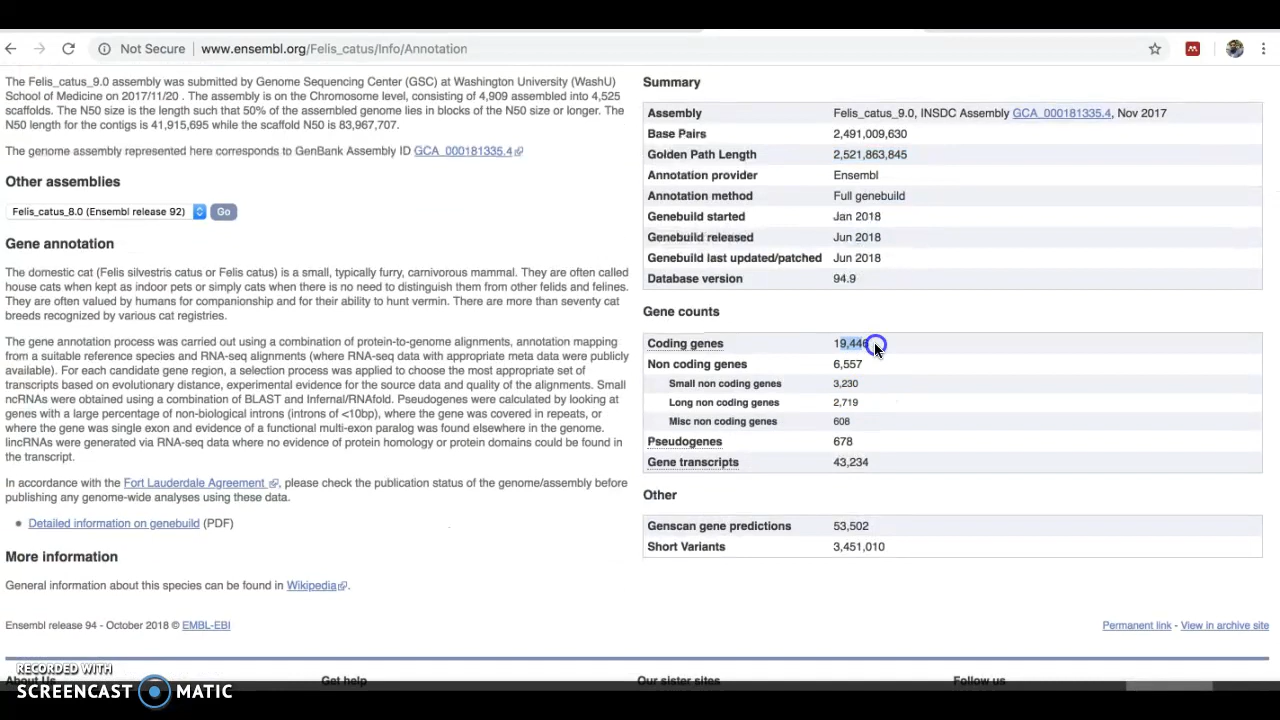 Not Secure www.ensembl.org/Felis_catus/Info/Annotation
The Felis_catus_9.0 assembly was submitted by Genome Sequencing Center (GSC) at Washington University (WashU)
School of Medicine on 2017/11/20 . The assembly is on the Chromosome level, consisting of 4,909 assembled into 4,525
scaffolds. The N50 size is the length such that 50% of the assembled genome lies in blocks of the N50 size or longer. The
N50 length for the contigs is 41,915,695 while the scaffold N50 is 83,967,707.
The genome assembly represented here corresponds to GenBank Assembly ID GCA_000181335.4
Other assemblies
Felis_catus_8.0 (Ensembl release 92) Go
Gene annotation
The domestic cat (Felis silvestris catus or Felis catus) is a small, typically furry, carnivorous mammal. They are often called
house cats when kept as indoor pets or simply cats when there is no need to distinguish them from other felids and felines.
They are often valued by humans for companionship and for their ability to hunt vermin. There are more than seventy cat
breeds recognized by various cat registries.
The gene annotation process was carried out using a combination of protein-to-genome alignments, annotation mapping
from a suitable reference species and RNA-seq alignments (where RNA-seq data with appropriate meta data were publicly
available). For each candidate gene region, a selection process was applied to choose the most appropriate set of
transcripts based on evolutionary distance, experimental evidence for the source data and quality of the alignments. Small
ncRNAs were obtained using a combination of BLAST and Infernal/RNAfold. Pseudogenes were calculated by looking at
genes with a large percentage of non-biological introns (introns of <10bp), where the gene was covered in repeats, or
where the gene was single exon and evidence of a functional multi-exon paralog was found elsewhere in the genome.
lincRNAs were generated via RNA-seq data where no evidence of protein homology or protein domains could be found in
the transcript.
In accordance with the Fort Lauderdale Agreement , please check the publication status of the genome/assembly before
publishing any genome-wide analyses using these data.
Detailed information on genebuild (PDF)
More information
General information about this species can be found in Wikipedia .
Summary
Assembly Felis_catus_9.0, INSDC Assembly GCA_000181335.4, Nov 2017
Base Pairs 2,491,009,630
Golden Path Length 2,521,863,845
Annotation provider Ensembl
Annotation method Full genebuild
Genebuild started Jan 2018
Genebuild released Jun 2018
Genebuild last updated/patched Jun 2018
Database version 94.9
Gene counts
Coding genes 19,446
Non coding genes 6,557
Small non coding genes 3,230
Long non coding genes 2,719
Misc non coding genes 608
Pseudogenes 678
Gene transcripts 43,234
Other
Genscan gene predictions 53,502
Short Variants 3,451,010
Ensembl release 94 - October 2018 © EMBL-EBI
Permanent link - View in archive site
About Us Get help Our sister sites Follow us
RECORDED WITH
SCREENCAST MATIC